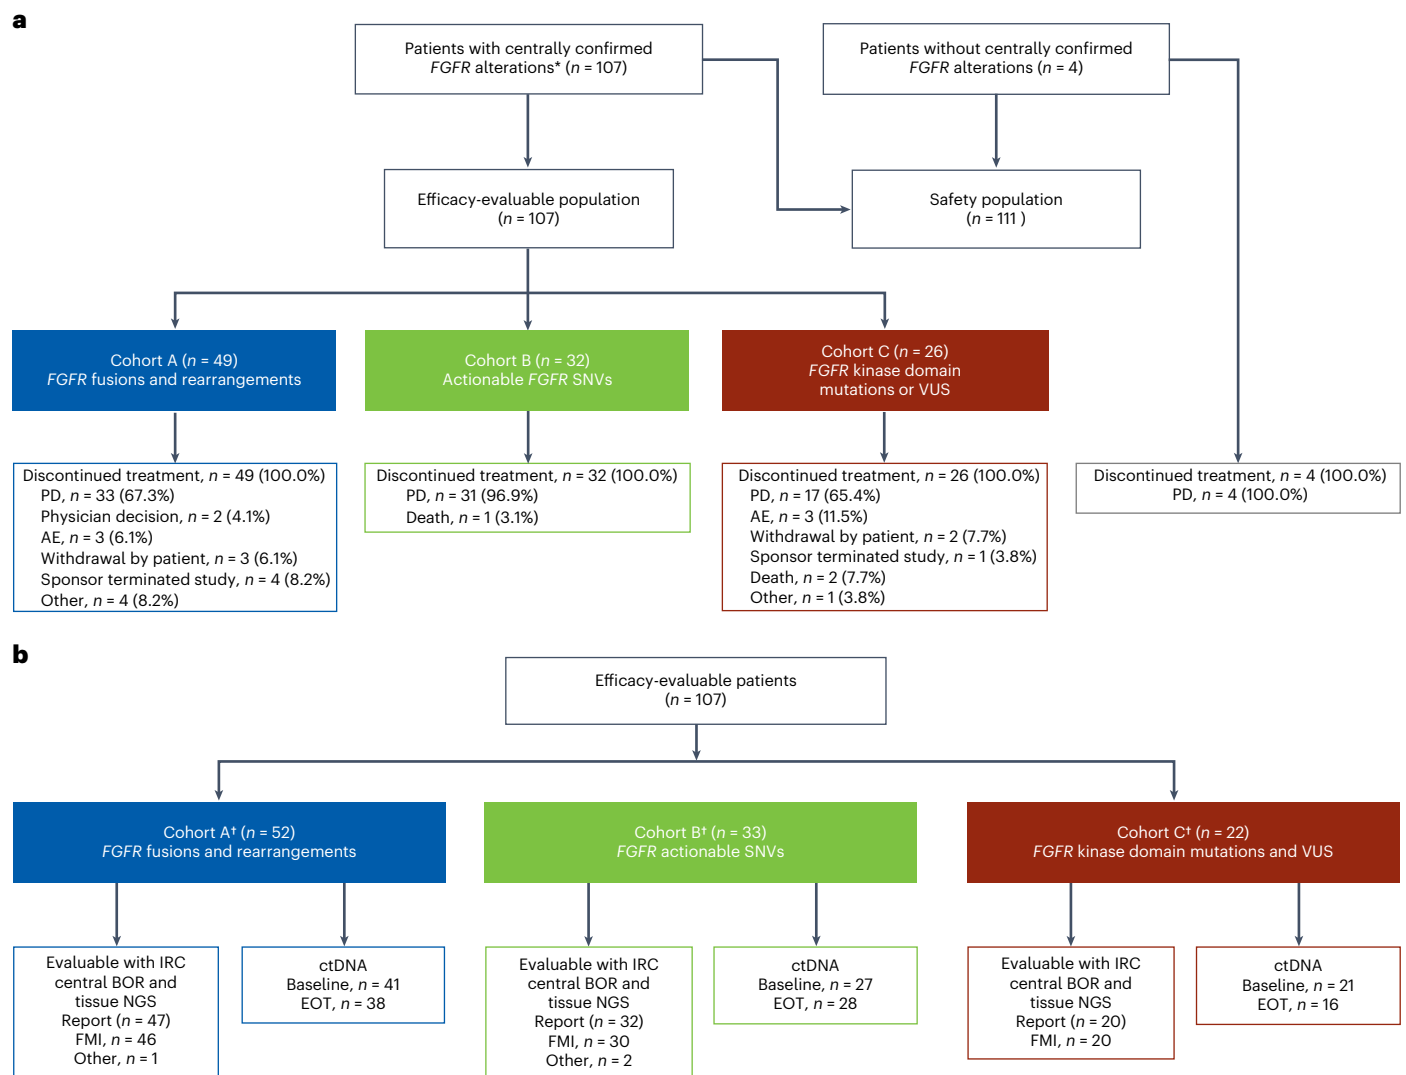 a
Patients with centrally confirmed
FGFR alterations* (n = 107)
Patients without centrally confirmed
FGFR alterations (n = 4)
Efficacy-evaluable population
(n = 107)
Safety population
(n = 111 )
Cohort A (n = 49)
FGFR fusions and rearrangements
Cohort B (n = 32)
Actionable FGFR SNVs
Cohort C (n = 26)
FGFR kinase domain
mutations or VUS
Discontinued treatment, n = 49 (100.0%)
PD, n = 33 (67.3%)
Physician decision, n = 2 (4.1%)
AE, n = 3 (6.1%)
Withdrawal by patient, n = 3 (6.1%)
Sponsor terminated study, n = 4 (8.2%)
Other, n = 4 (8.2%)
Discontinued treatment, n = 32 (100.0%)
PD, n = 31 (96.9%)
Death, n = 1 (3.1%)
Discontinued treatment, n = 26 (100.0%)
PD, n = 17 (65.4%)
AE, n = 3 (11.5%)
Withdrawal by patient, n = 2 (7.7%)
Sponsor terminated study, n = 1 (3.8%)
Death, n = 2 (7.7%)
Other, n = 1 (3.8%)
Discontinued treatment, n = 4 (100.0%)
PD, n = 4 (100.0%)
b
Efficacy-evaluable patients
(n = 107)
Cohort A† (n = 52)
FGFR fusions and rearrangements
Cohort B† (n = 33)
FGFR actionable SNVs
Cohort C† (n = 22)
FGFR kinase domain mutations and VUS
Evaluable with IRC
central BOR and
tissue NGS
Report (n = 47)
FMI, n = 46
Other, n = 1
ctDNA
Baseline, n = 41
EOT, n = 38
Evaluable with IRC
central BOR and
tissue NGS
Report (n = 32)
FMI, n = 30
Other, n = 2
ctDNA
Baseline, n = 27
EOT, n = 28
Evaluable with IRC
central BOR and
tissue NGS
Report (n = 20)
FMI, n = 20
ctDNA
Baseline, n = 21
EOT, n = 16